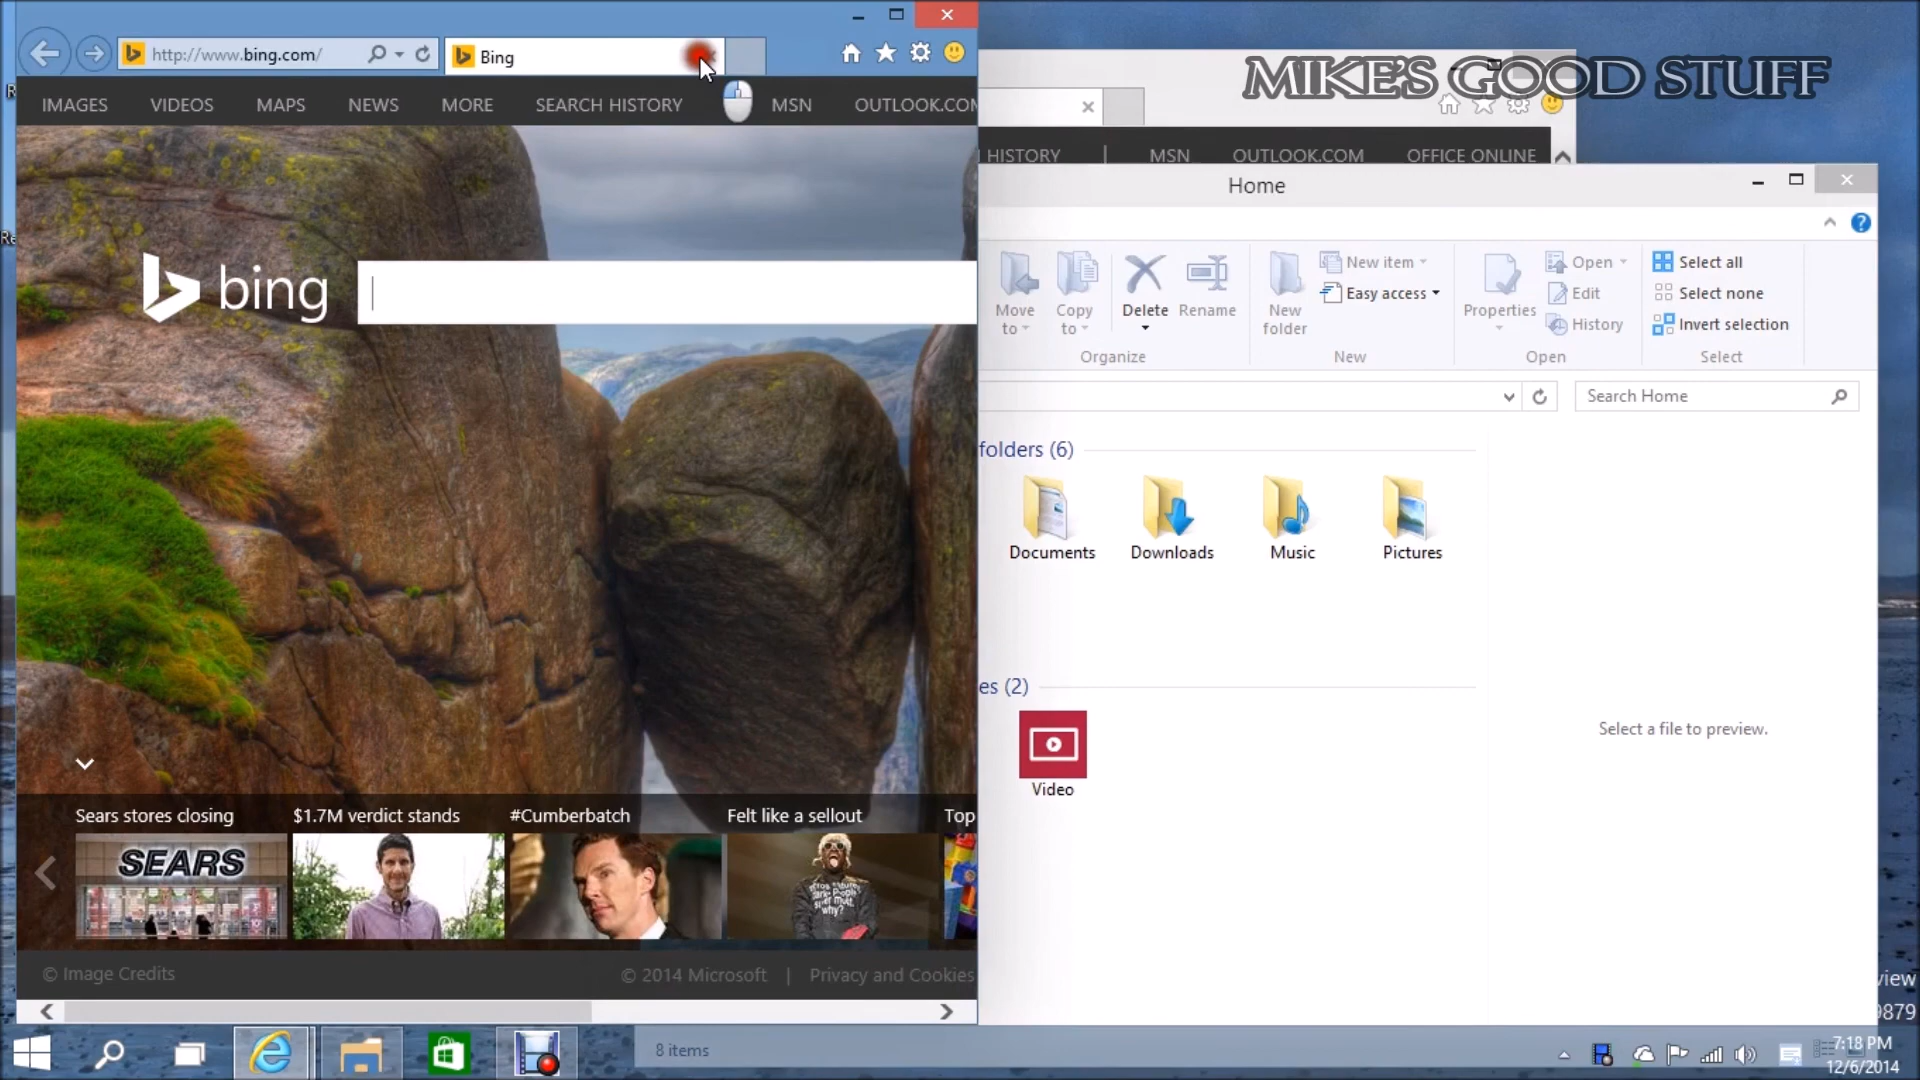 http://www.bing.com/
Bing
MIKE'S GOOD STUFF
IMAGES VIDEOS MAPS NEWS MORE SEARCH HISTORY MSN OUTLOOK.COM
HISTORY | MSN OUTLOOK.COM OFFICE ONLINE
Home
bing
Move to
Copy to
Delete
Rename
New folder
New item
Easy access
Properties
Open
Edit
History
Select all
Select none
Invert selection
Organize
New
Open
Select
Search Home
folders (6)
Documents
Downloads
Music
Pictures
es (2)
Video
Select a file to preview.
Sears stores closing
$1.7M verdict stands
#Cumberbatch
Felt like a sellout
Top
SEARS
why?
© Image Credits
© 2014 Microsoft | Privacy and Cookies
view
9879
8 items
7:18 PM
12/6/2014